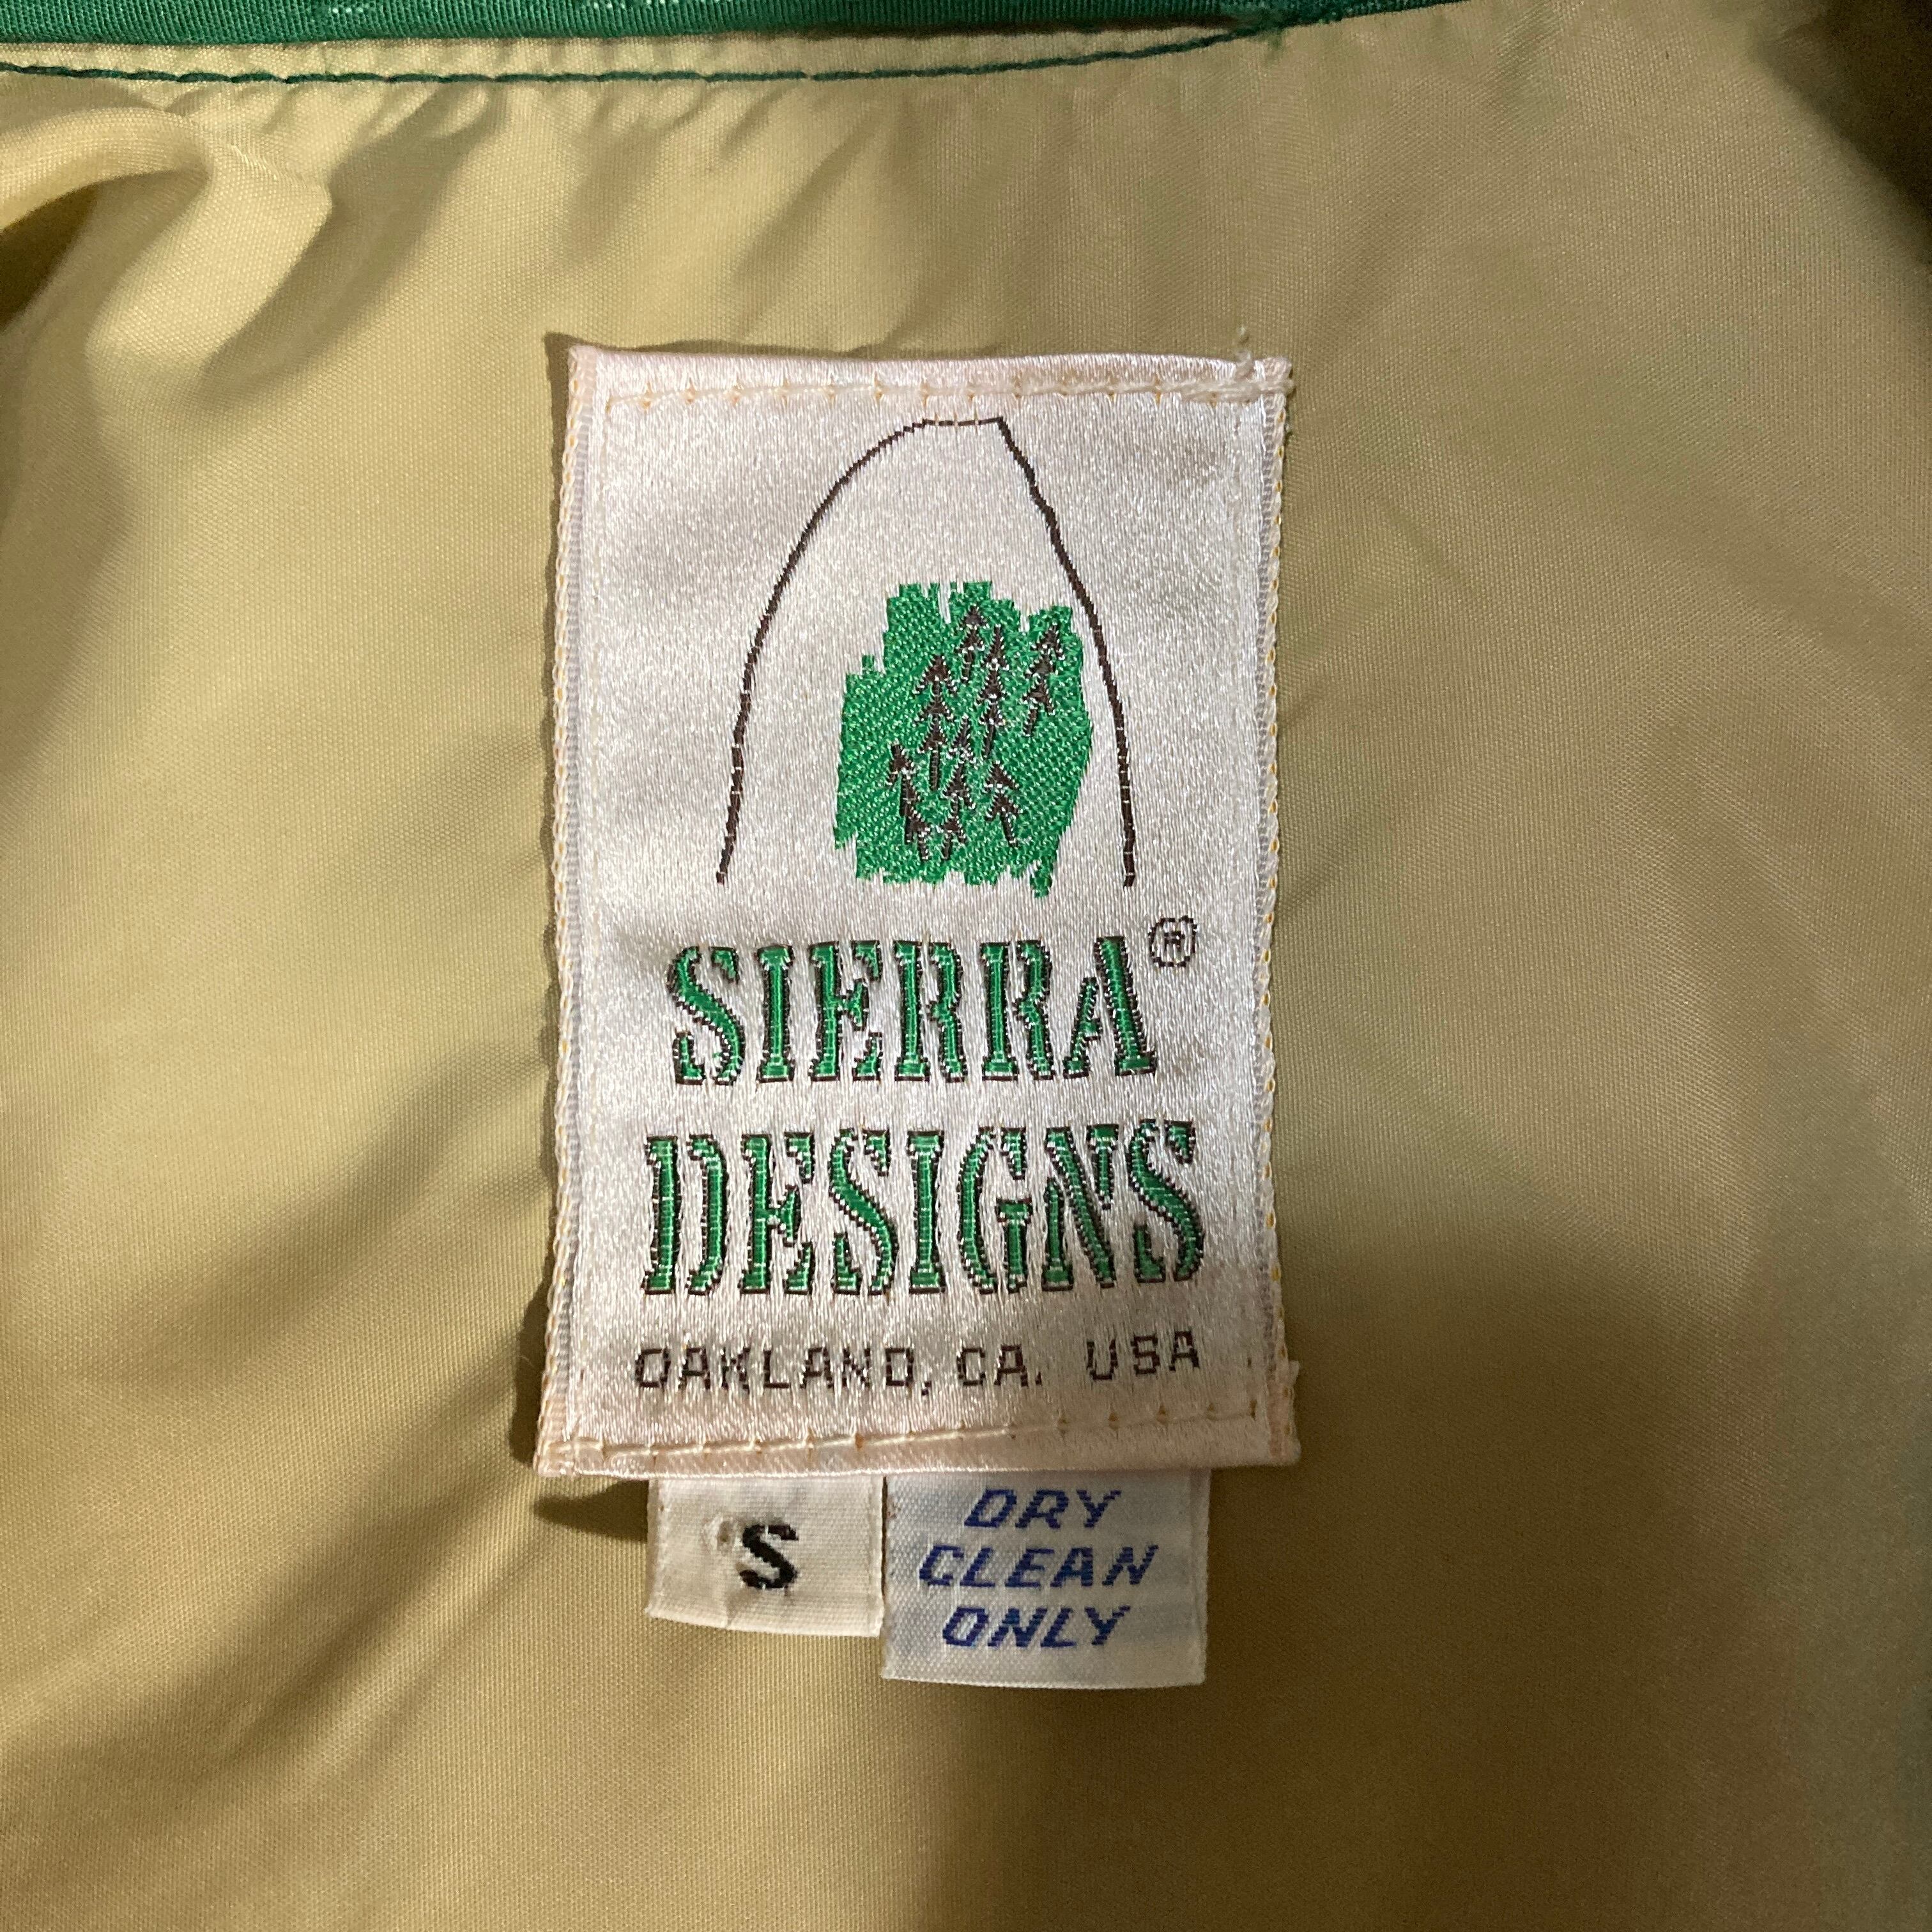 SIERRA®
DESIGNS
OAKLAND, CA. USA
S
DRY
CLEAN
ONLY